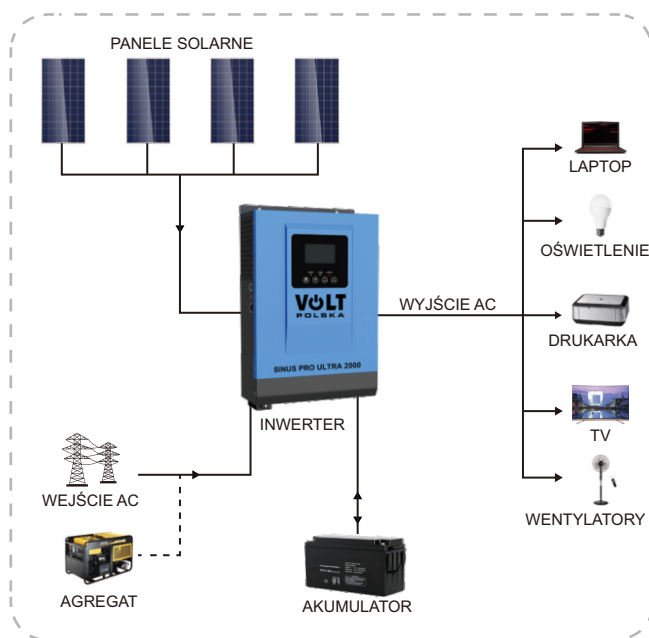 PANELE SOLARNE
LAPTOP
OŚWIETLENIE
WYJŚCIE AC
VOLT
POLSKA
DRUKARKA
SINUS PRO ULTRA 2000
INWERTER
TV
WEJŚCIE AC
WENTYLATORY
AGREGAT
AKUMULATOR